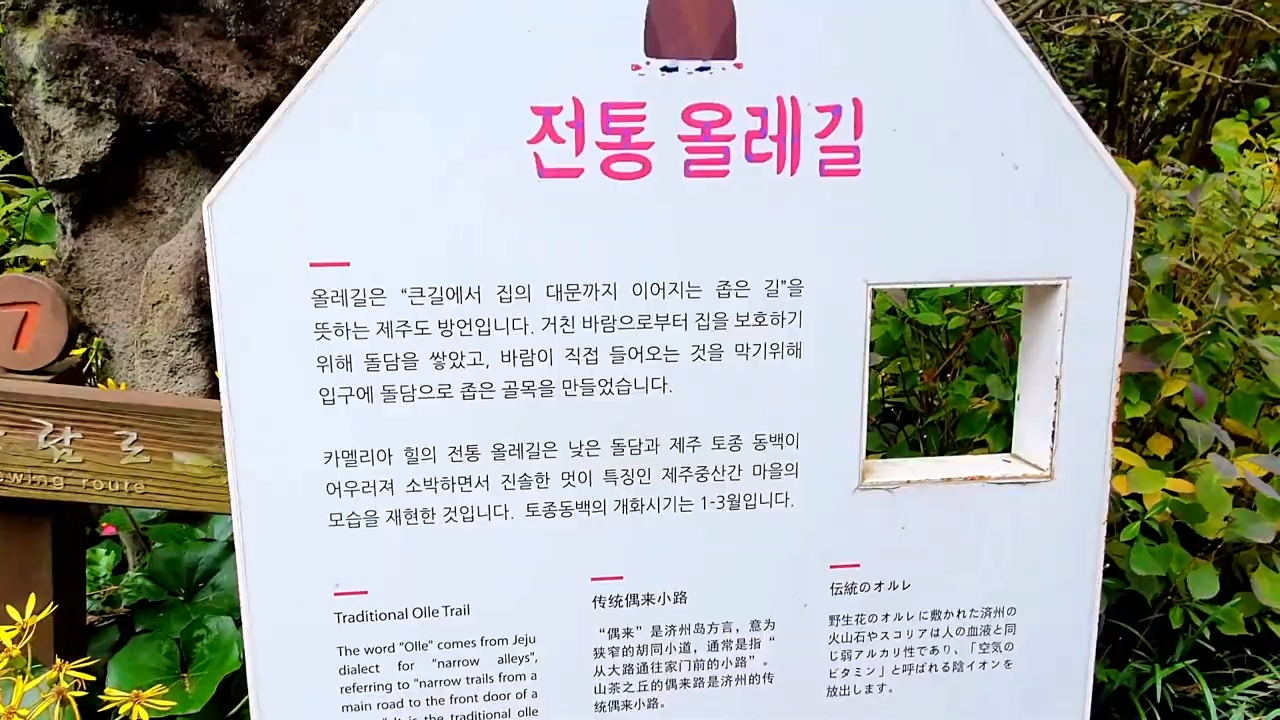 전통 올레길
올레길은 “큰길에서 집의 대문까지 이어지는 좁은 길”을
뜻하는 제주도 방언입니다. 거친 바람으로부터 집을 보호하기
위해 돌담을 쌓았고, 바람이 직접 들어오는 것을 막기위해
입구에 돌담으로 좁은 골목을 만들었습니다.
카멜리아 힐의 전통 올레길은 낮은 돌담과 제주 토종 동백이
어우러져 소박하면서 진솔한 멋이 특징인 제주중산간 마을의
모습을 재현한 것입니다. 토종동백의 개화시기는 1-3월입니다.
Traditional Olle Trail
The word "Olle" comes from Jeju
dialect for "narrow alleys",
referring to "narrow trails from a
main road to the front door of a
is the traditional olle
传统偶来小路
“偶来”是济州岛方言，意为
狭窄的胡同小道，通常是指“
从大路通往家门前的小路”。
山茶之丘的偶来路是济州的传
统偶来小路。
伝統のオルレ
野生花のオルレに敷かれた済州の
火山石やスコリアは人の血液と同
じ弱アルカリ性であり、「空気の
ビタミン」と呼ばれる陰イオンを
放出します。
7
람로
wing route